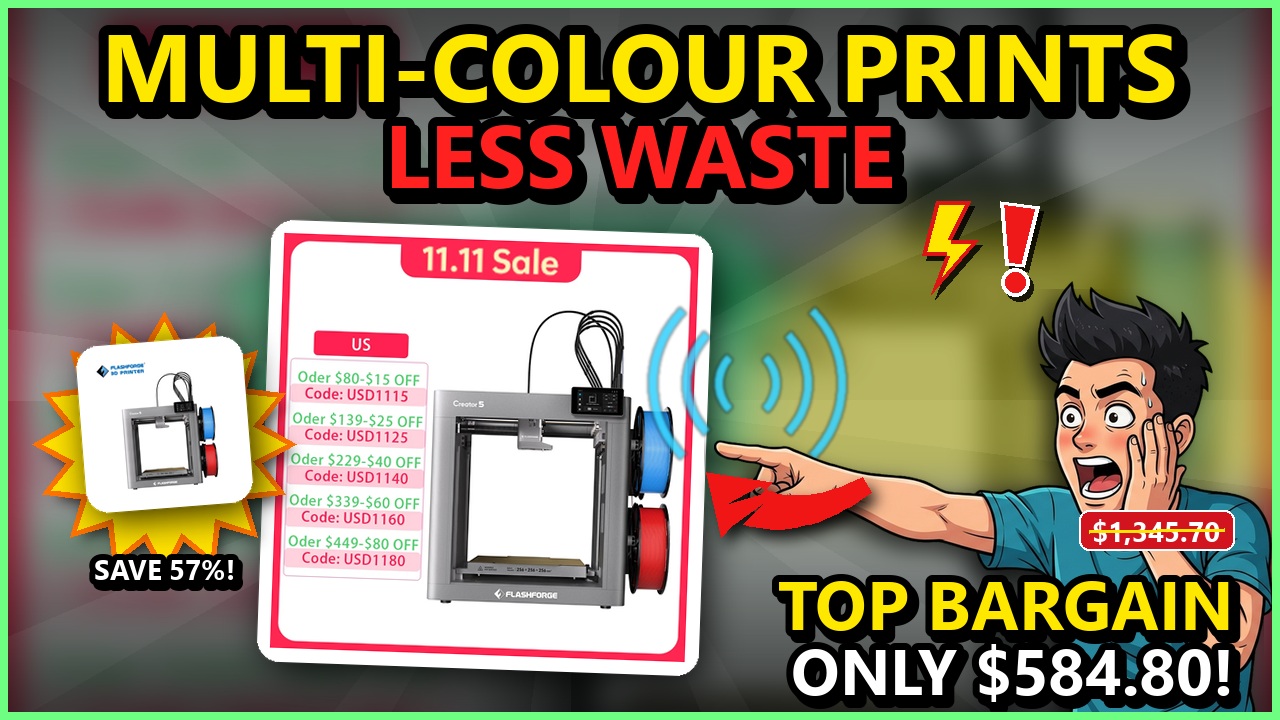 MULTI-COLOUR PRINTS
LESS WASTE
11.11 Sale
US
Oder $80-$15 OFF
Code: USD1115
Oder $139-$25 OFF
Code: USD1125
Oder $229-$40 OFF
Code: USD1140
Oder $339-$60 OFF
Code: USD1160
Oder $449-$80 OFF
Code: USD1180
Creator 5
FLASHFORGE
FLASHFORGE
3D PRINTER
SAVE 57%!
$1,345.70
TOP BARGAIN
ONLY $584.80!